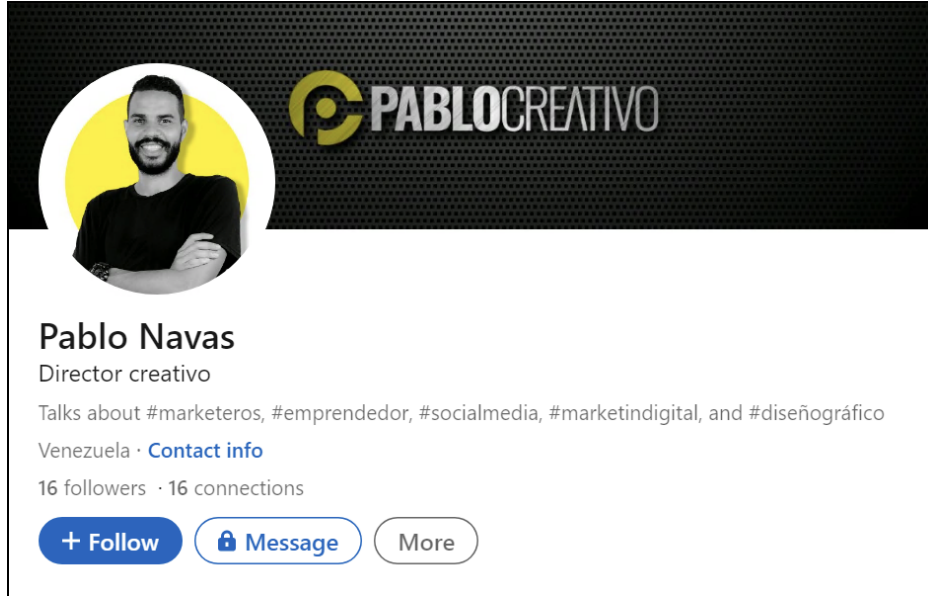 PABLOCREATIVO
Pablo Navas
Director creativo
Talks about #marketeros, #emprendedor, #socialmedia, #marketindigital, and #diseñográfico
Venezuela · Contact info
16 followers · 16 connections
+ Follow Message More